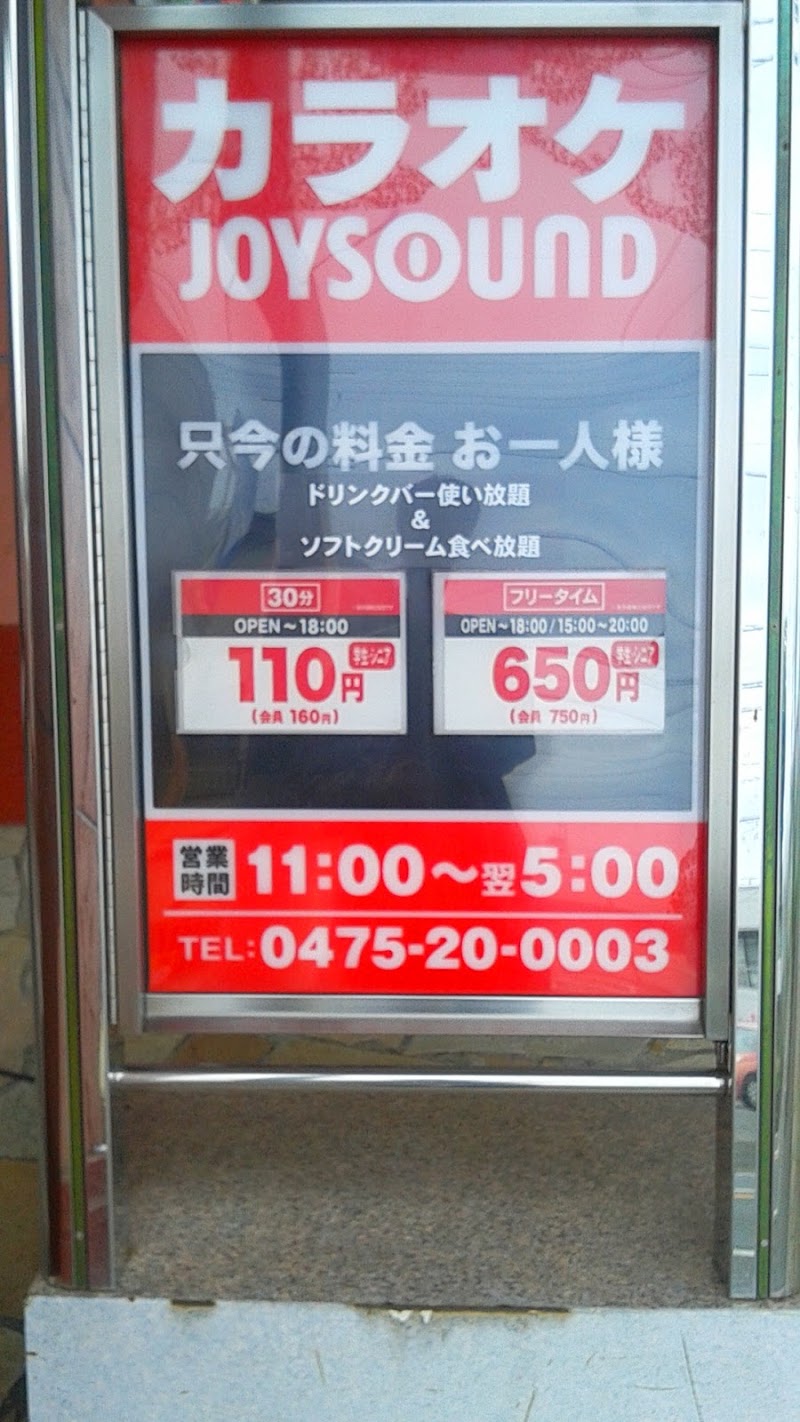 カラオケ
JOYSOUND
只今の料金 お一人様
ドリンクバー使い放題
&
ソフトクリーム食べ放題
30分
OPEN～18:00
110円 学生・シニア
(会員 160円)
フリータイム
OPEN～18:00/15:00～20:00
650円 学生・シニア
(会員 750円)
営業時間 11:00～翌5:00
TEL:0475-20-0003